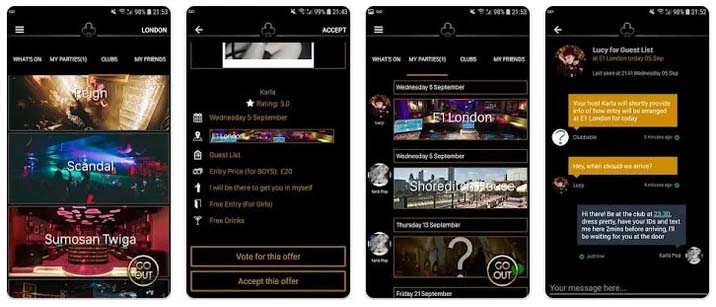 98% 21:53
LONDON
WHAT'S ON MY PARTIES(1) CLUBS MY FRIENDS
Reign
Scandal
Sumosan Twiga
GO OUT
99% 21:43
ACCEPT
Karla
Rating: 3.0
Wednesday 5 September
E1 London
Guest List
Entry Price (for BOYS): £20
I will be there to get you in myself
Free Entry (for Girls)
Free Drinks
Vote for this offer
Accept this offer
98% 21:53
LONDON
WHAT'S ON MY PARTIES(1) CLUBS MY FRIENDS
Wednesday 5 September
Lucy
E1 London
Wednesday 5 September
Karla Pop
Shoreditch House
Thursday 13 September
Karla Pop
?
GO OUT
Friday 21 September
98% 21:52
Lucy for Guest List
at E1 London today 05 Sep
Last seen at 21:41 Wednesday 05 Sep
Your host Karla will shortly provide
info of how entry will be arranged
at E1 London for today
?
Clubtable
5 minutes ago
Hey, when should we arrive?
Lucy
4 minutes ago
Hi there! Be at the club at 23.30,
dress pretty, have your IDs and text
me here 2mins before arriving, I'll
be waiting for you at the door
Just now
Karla Pop
Your message here...